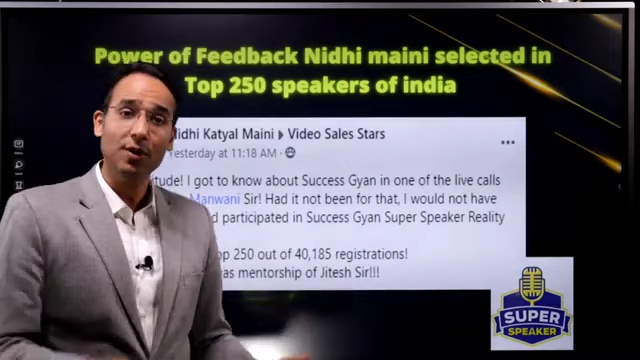 Power of Feedback Nidhi maini selected in
Top 250 speakers of india
Nidhi Katyal Maini Video Sales Stars
Yesterday at 11:18 AM
I got to know about Success Gyan in one of the live calls
Manwani Sir! Had it not been for that, I would not have
participated in Success Gyan Super Speaker Reality
250 out of 40,185 registrations!
mentorship of Jitesh Sir!!!
SUPER
SPEAKER